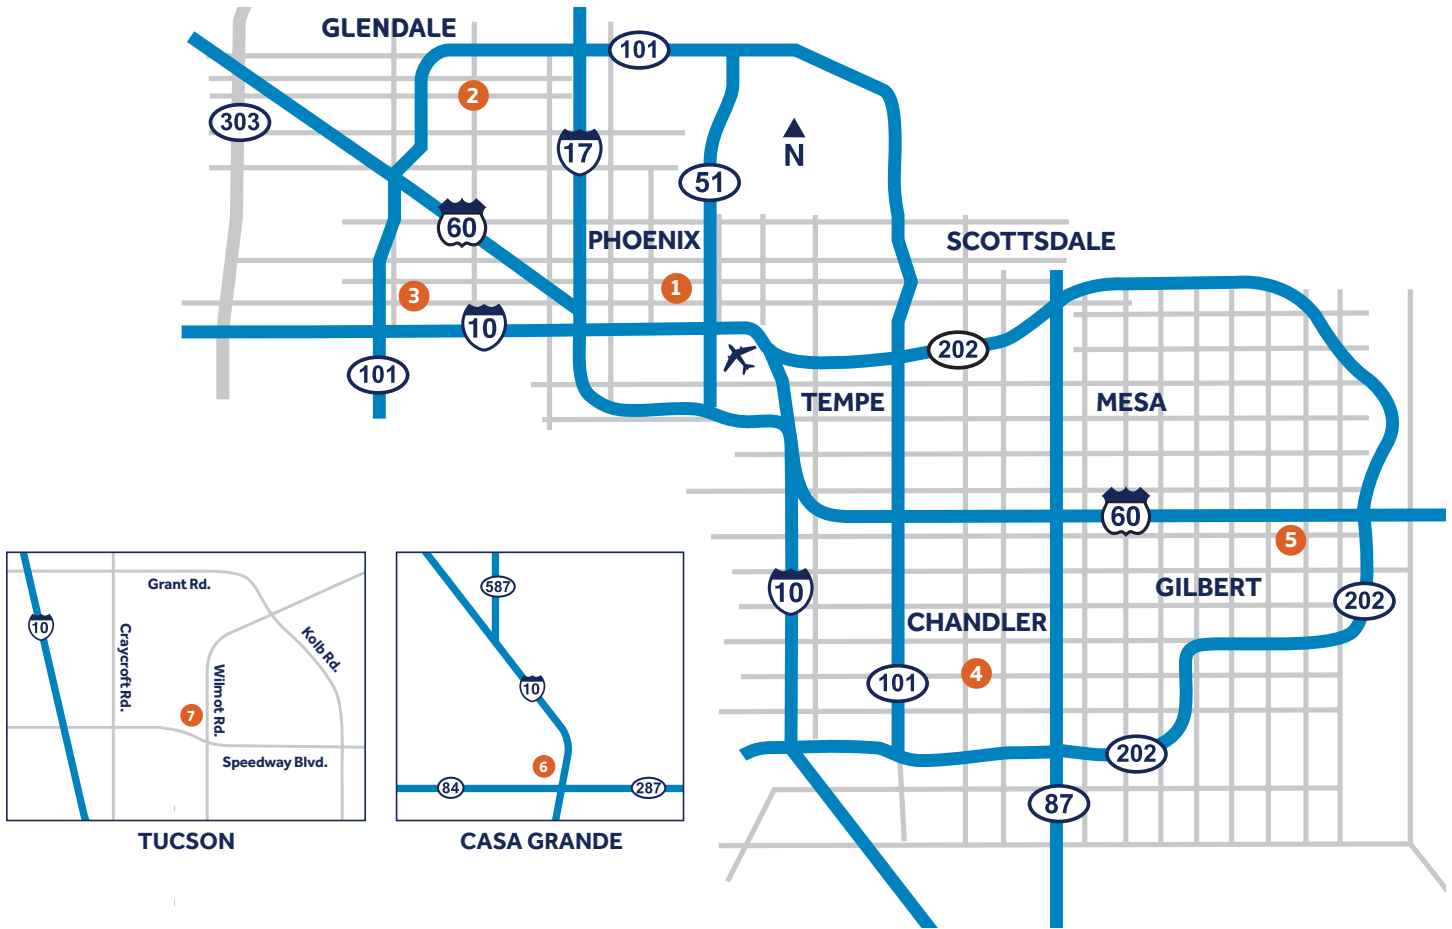 GLENDALE
101
2
303
17
N
51
60
PHOENIX
SCOTTSDALE
1
3
10
202
101
TEMPE
MESA
60
5
Grant Rd.
587
10
GILBERT
202
10
Craycroft Rd.
Kolb Rd.
CHANDLER
Wilmot Rd.
10
4
101
7
Speedway Blvd.
6
202
84
287
87
TUCSON
CASA GRANDE